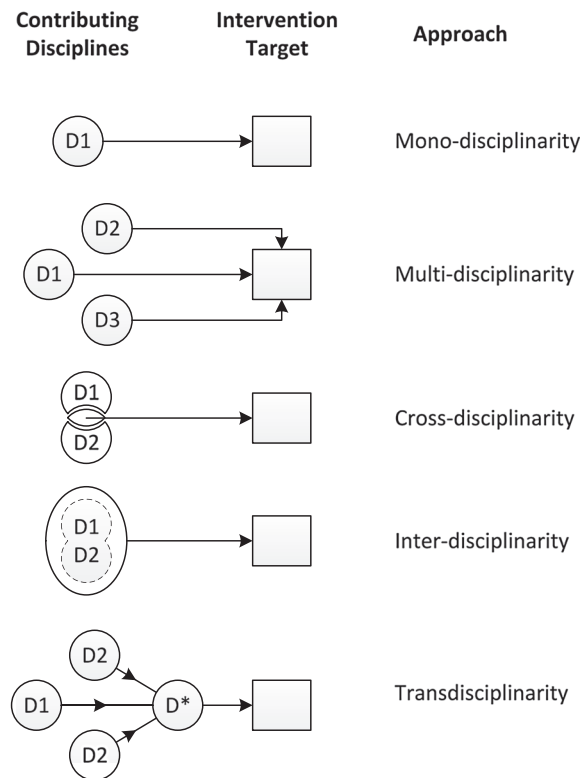 Contributing Disciplines
Intervention Target
Approach
D1
Mono-disciplinarity
D2
D1
Multi-disciplinarity
D3
D1
Cross-disciplinarity
D2
D1
Inter-disciplinarity
D2
D2
D1
D*
Transdisciplinarity
D2